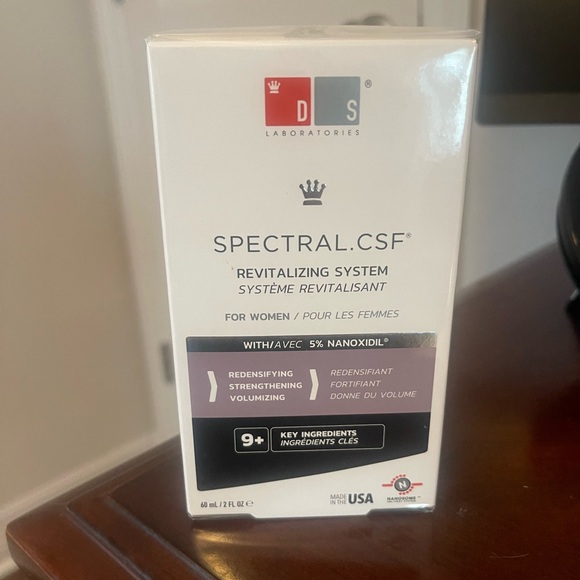 D S ®
LABORATORIES
SPECTRAL.CSF®
REVITALIZING SYSTEM
SYSTÈME REVITALISANT
FOR WOMEN / POUR LES FEMMES
WITH/AVEC 5% NANOXIDIL®
REDENSIFYING
STRENGTHENING
VOLUMIZING
REDENSIFIANT
FORTIFIANT
DONNE DU VOLUME
9+
KEY INGREDIENTS
INGRÉDIENTS CLÉS
60 mL / 2 FL OZ ℮
MADE IN THE USA
N
NANOSOME™